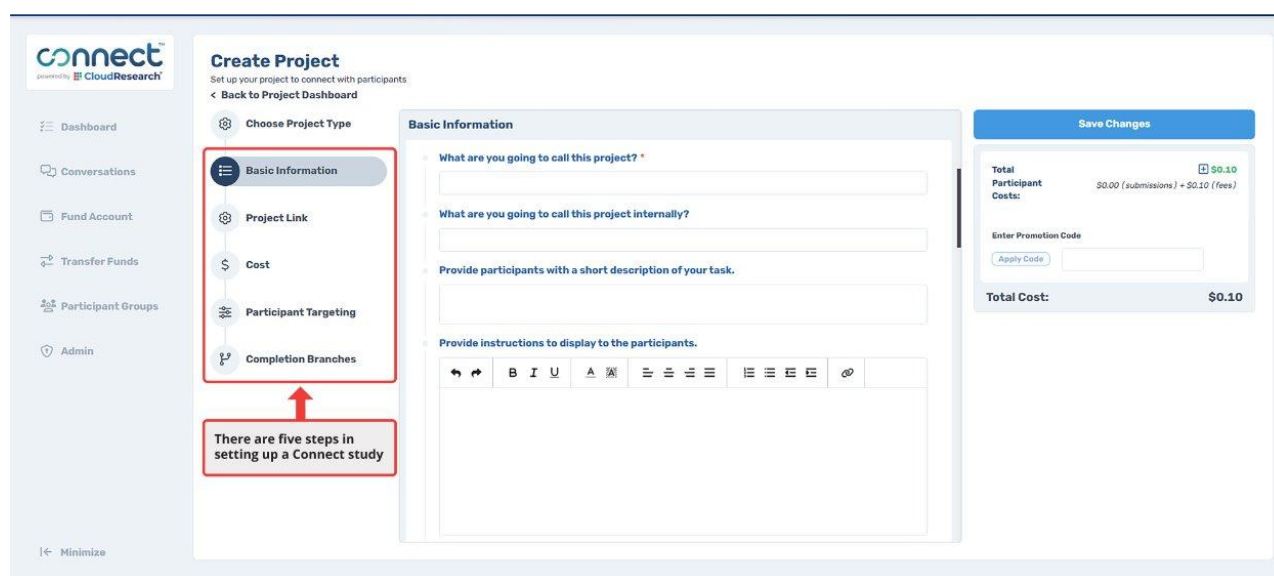 connect™
powered by CloudResearch®
Dashboard
Conversations
Fund Account
Transfer Funds
Participant Groups
Admin
Minimize
Create Project
Set up your project to connect with participants
< Back to Project Dashboard
Choose Project Type
Basic Information
Project Link
$ Cost
Participant Targeting
Completion Branches
There are five steps in
setting up a Connect study
Basic Information
What are you going to call this project? *
What are you going to call this project internally?
Provide participants with a short description of your task.
Provide instructions to display to the participants.
B I U A A
Save Changes
Total
Participant
Costs:
$0.10
$0.00 (submissions) + $0.10 (fees)
Enter Promotion Code
Apply Code
Total Cost: $0.10